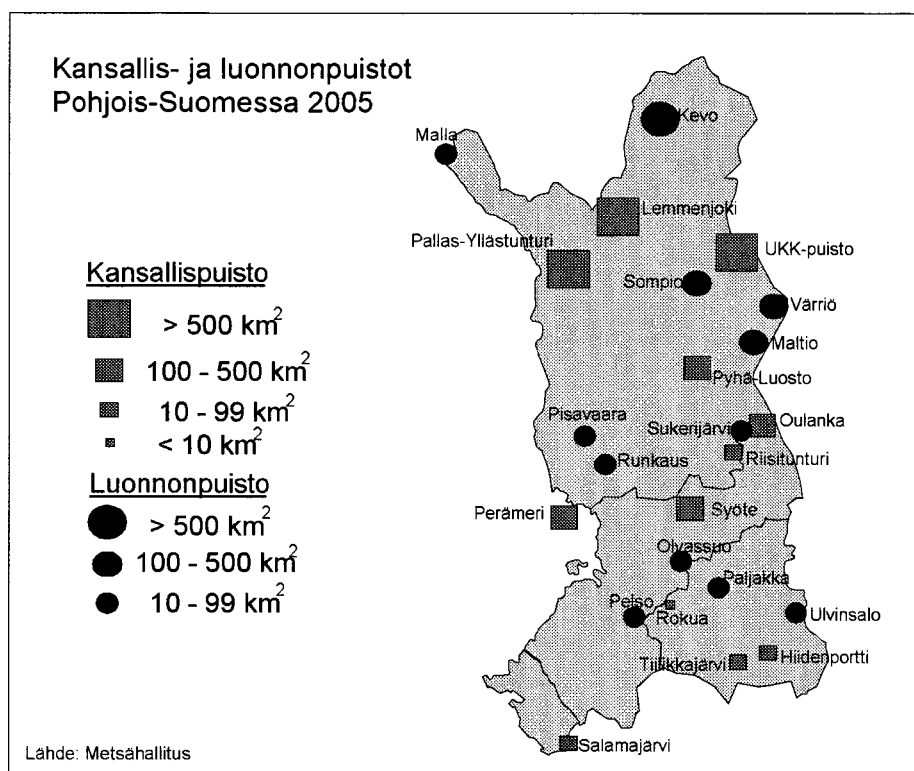 Kansallis- ja luonnonpuistot
Pohjois-Suomessa 2005
Malla
Kevo
Lemmenjoki
Pallas-Yllästunturi
UKK-puisto
Sompio
Värriö
Maltio
Pyhä-Luosto
Pisavaara
Sukerijärvi
Oulanka
Runkaus
Riisitunturi
Perämeri
Syöte
Olvassuo
Paljakka
Pelso
Rokua
Ulvinsalo
Tiilikkajärvi
Hiidenportti
Salamajärvi
Kansallispuisto
> 500 km²
100 - 500 km²
10 - 99 km²
< 10 km²
Luonnonpuisto
> 500 km²
100 - 500 km²
10 - 99 km²
Lähde: Metsähallitus